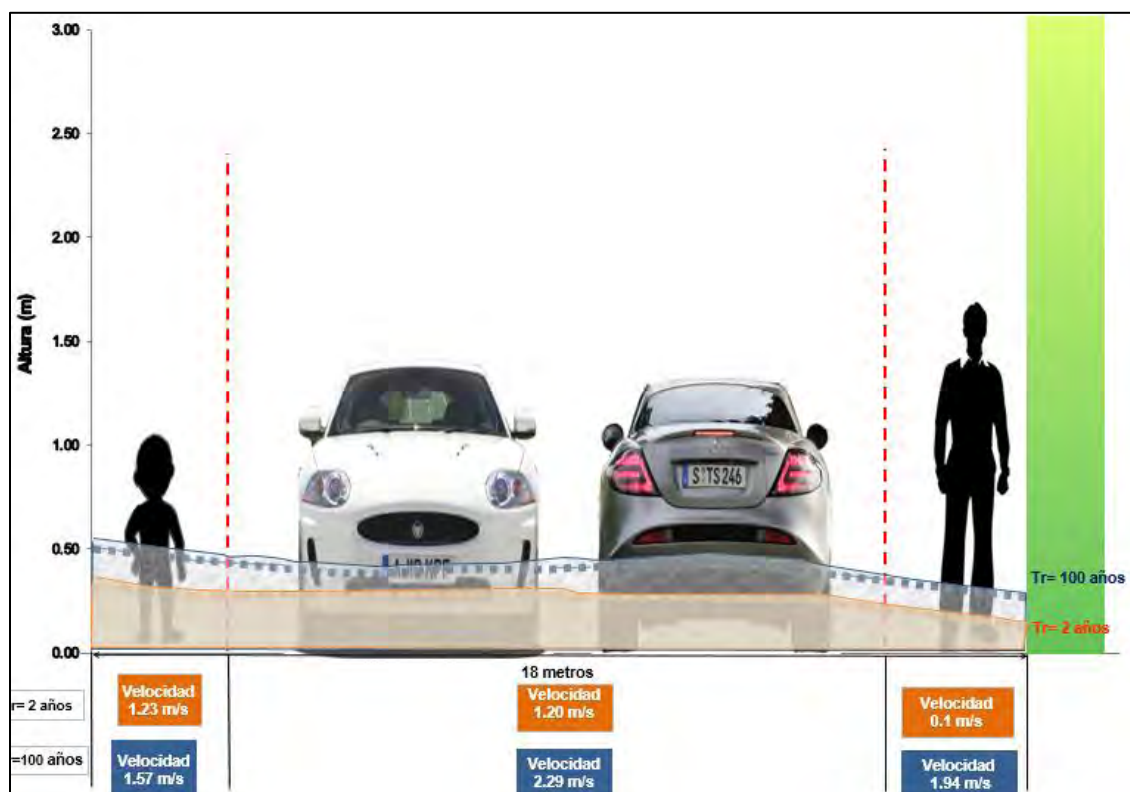 3.00
2.50
2.00
1.50
1.00
0.50
0.00
Altura (m)
S TS246
Tr= 100 años
Tr= 2 años
18 metros
r= 2 años
Velocidad
1.23 m/s
Velocidad
1.20 m/s
Velocidad
0.1 m/s
=100 años
Velocidad
1.57 m/s
Velocidad
2.29 m/s
Velocidad
1.94 m/s